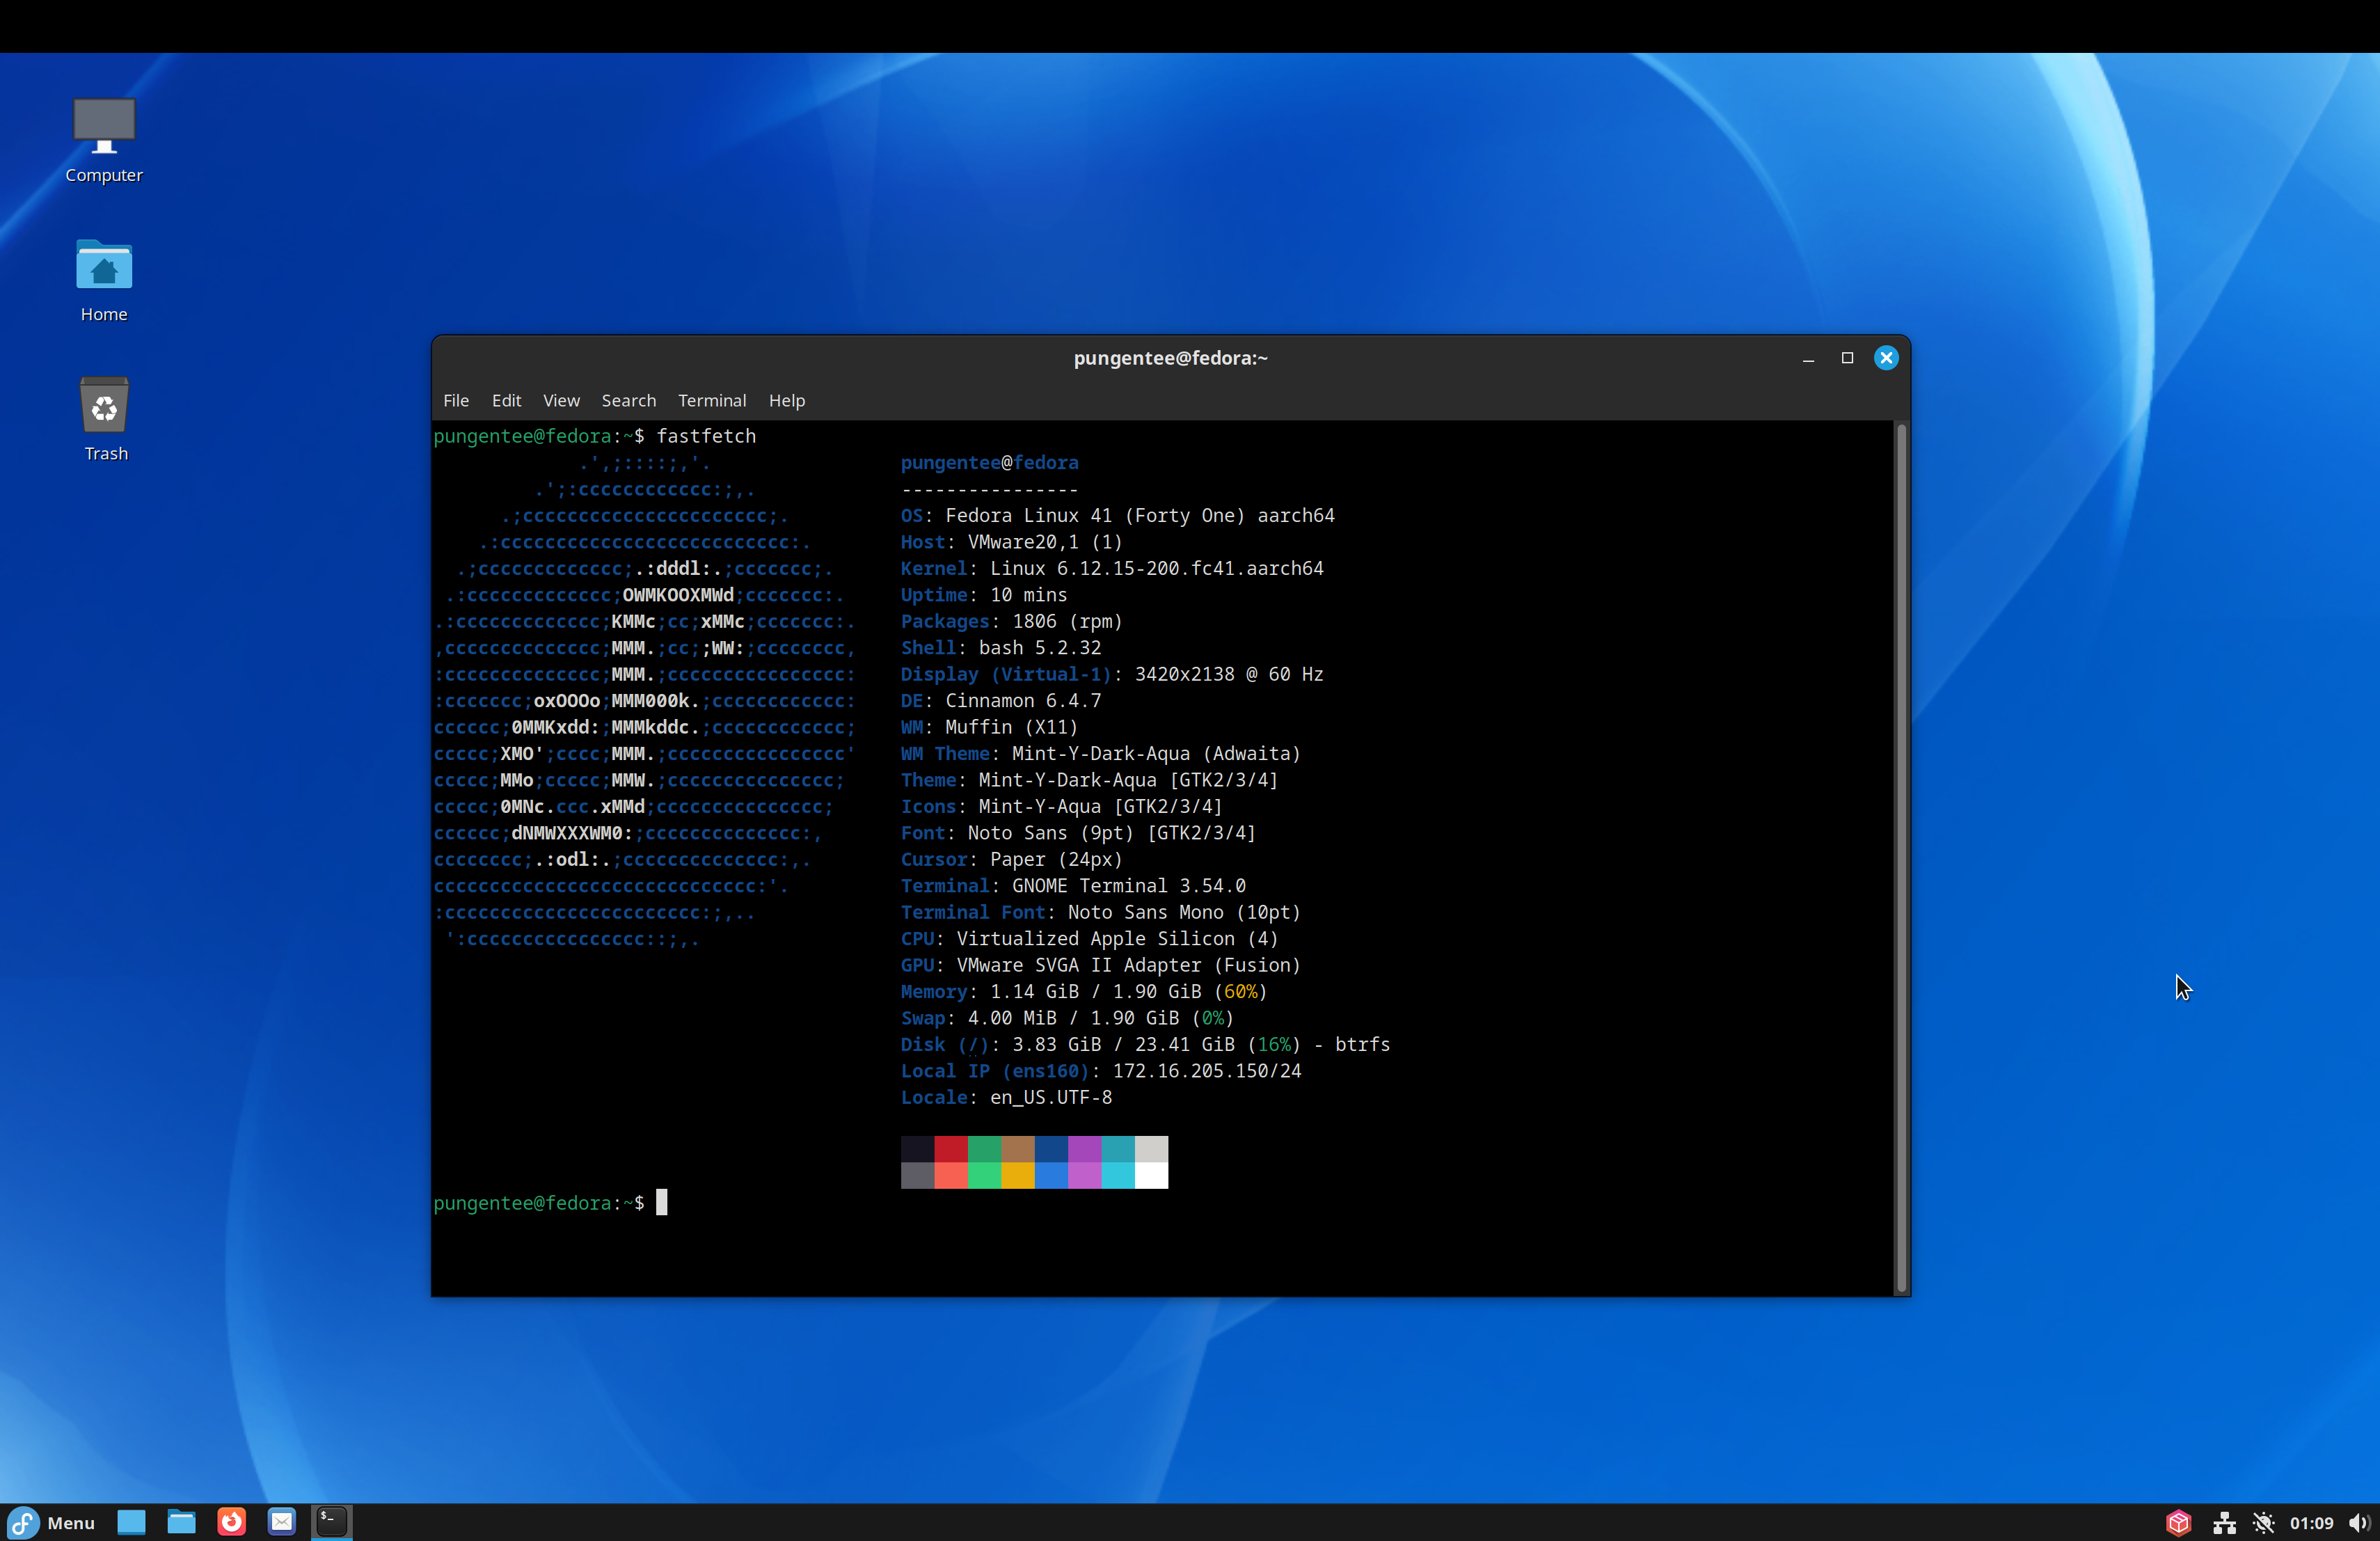 Computer
Home
Trash
pungentee@fedora:~
File Edit View Search Terminal Help
pungentee@fedora:~$ fastfetch
             .',;::::;,'.                 pungentee@fedora
         .';:cccccccccccc:;,.             ----------------
      .;cccccccccccccccccccccc;.          OS: Fedora Linux 41 (Forty One) aarch64
    .:cccccccccccccccccccccccccc:.        Host: VMware20,1 (1)
  .;ccccccccccccc;.:dddl:.;ccccccc;.      Kernel: Linux 6.12.15-200.fc41.aarch64
 .:ccccccccccccc;OWMKOOXMWd;ccccccc:.     Uptime: 10 mins
.:ccccccccccccc;KMMc;cc;xMMc;ccccccc:.    Packages: 1806 (rpm)
,cccccccccccccc;MMM.;cc;;WW:;cccccccc,    Shell: bash 5.2.32
:cccccccccccccc;MMM.;cccccccccccccccc:    Display (Virtual-1): 3420x2138 @ 60 Hz
:ccccccc;oxOOOo;MMM000k.;cccccccccccc:    DE: Cinnamon 6.4.7
cccccc;0MMKxdd:;MMMkddc.;cccccccccccc;    WM: Muffin (X11)
ccccc;XMO';cccc;MMM.;cccccccccccccccc'    WM Theme: Mint-Y-Dark-Aqua (Adwaita)
ccccc;MMo;ccccc;MMW.;ccccccccccccccc;     Theme: Mint-Y-Dark-Aqua [GTK2/3/4]
ccccc;0MNc.ccc.xMMd;ccccccccccccccc;      Icons: Mint-Y-Aqua [GTK2/3/4]
cccccc;dNMWXXXWM0:;cccccccccccccc:,       Font: Noto Sans (9pt) [GTK2/3/4]
cccccccc;.:odl:.;cccccccccccccc:,.        Cursor: Paper (24px)
ccccccccccccccccccccccccccccc:'.          Terminal: GNOME Terminal 3.54.0
:ccccccccccccccccccccccc:;,..             Terminal Font: Noto Sans Mono (10pt)
 ':cccccccccccccccc::;,.                  CPU: Virtualized Apple Silicon (4)
GPU: VMware SVGA II Adapter (Fusion)
Memory: 1.14 GiB / 1.90 GiB (60%)
Swap: 4.00 MiB / 1.90 GiB (0%)
Disk (/): 3.83 GiB / 23.41 GiB (16%) - btrfs
Local IP (ens160): 172.16.205.150/24
Locale: en_US.UTF-8
pungentee@fedora:~$
Menu
$_
01:09